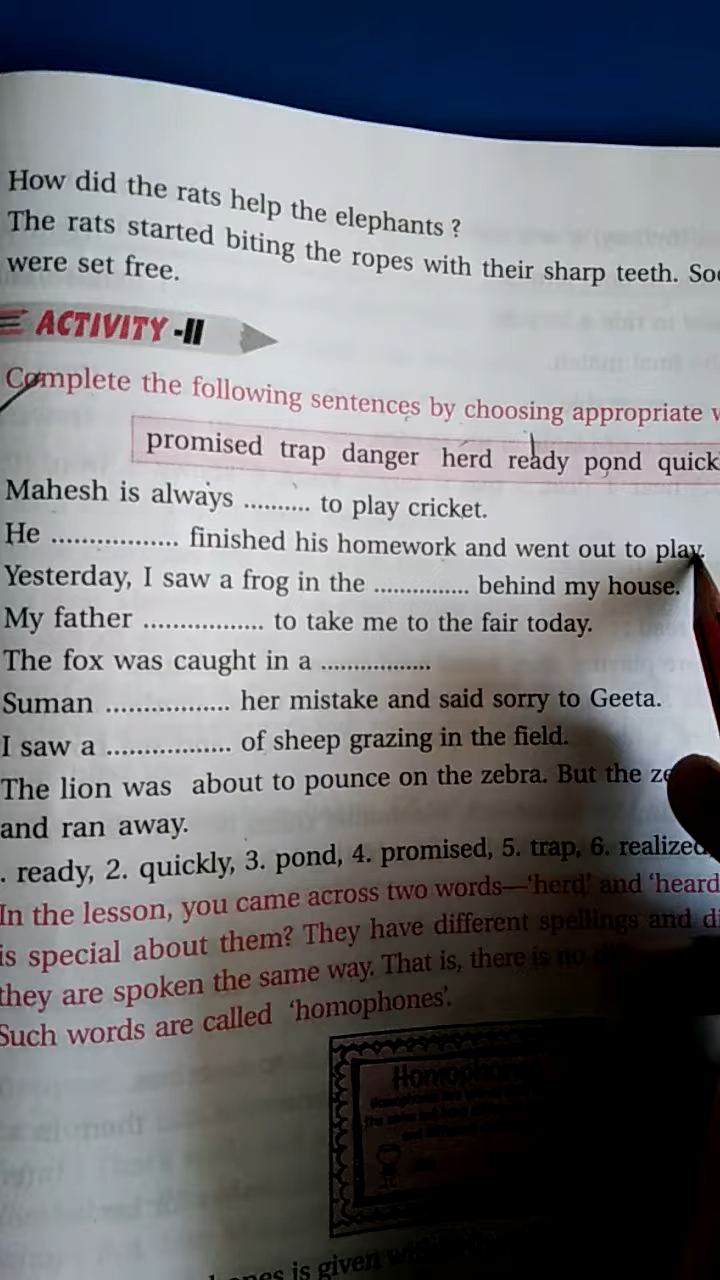 How did the rats help the elephants ?
The rats started biting the ropes with their sharp teeth.
were set free.
ACTIVITY -II
Complete the following sentences by choosing appropriate
promised trap danger herd ready pond quick
Mahesh is always .......... to play cricket.
He ................. finished his homework and went out to play.
Yesterday, I saw a frog in the ............... behind my house.
My father ................. to take me to the fair today.
The fox was caught in a .................
Suman ................. her mistake and said sorry to Geeta.
I saw a ................. of sheep grazing in the field.
The lion was about to pounce on the zebra. But the
and ran away.
. ready, 2. quickly, 3. pond, 4. promised, 5. trap, 6. realized,
In the lesson, you came across two words—'herd' and 'heard
is special about them? They have different spellings and
they are spoken the same way. That is, there is no
Such words are called 'homophones'.
is given